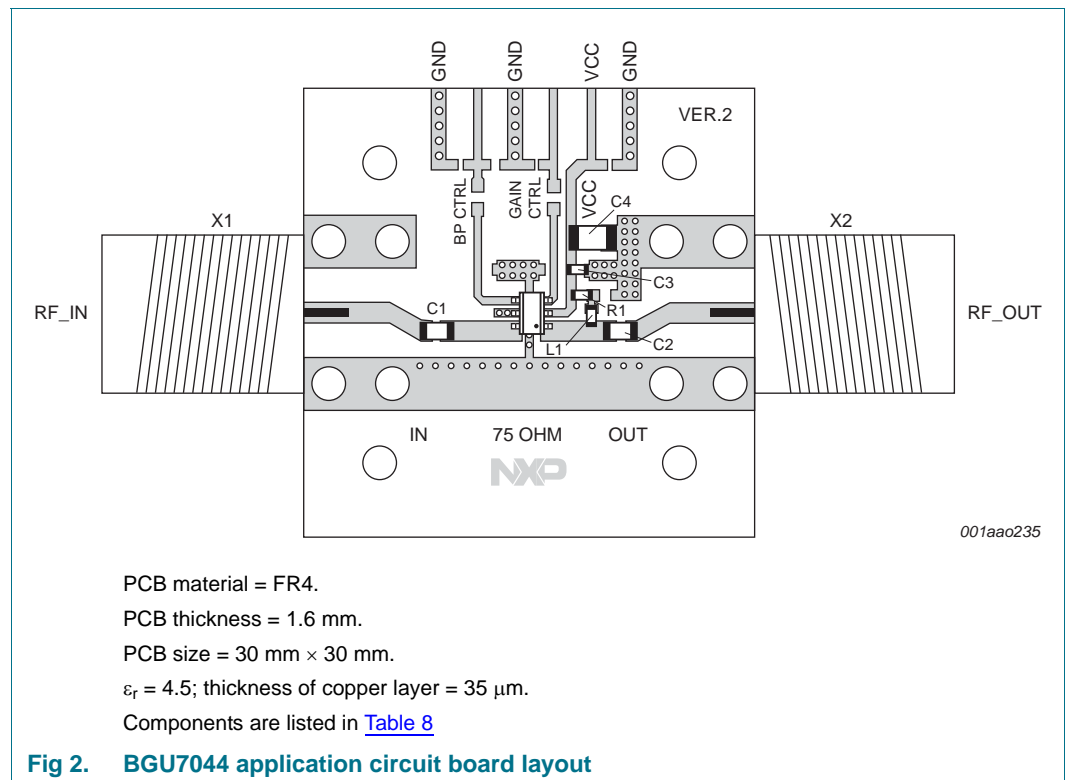 GND
GND
VCC
GND
VER.2
BP CTRL
GAIN
CTRL
VCC
C4
X1
X2
C3
RF_IN
C1
R1
RF_OUT
L1
C2
IN
75 OHM
OUT
NXP
001aao235
PCB material = FR4.
PCB thickness = 1.6 mm.
PCB size = 30 mm × 30 mm.
εr = 4.5; thickness of copper layer = 35 μm.
Components are listed in Table 8
Fig 2. BGU7044 application circuit board layout